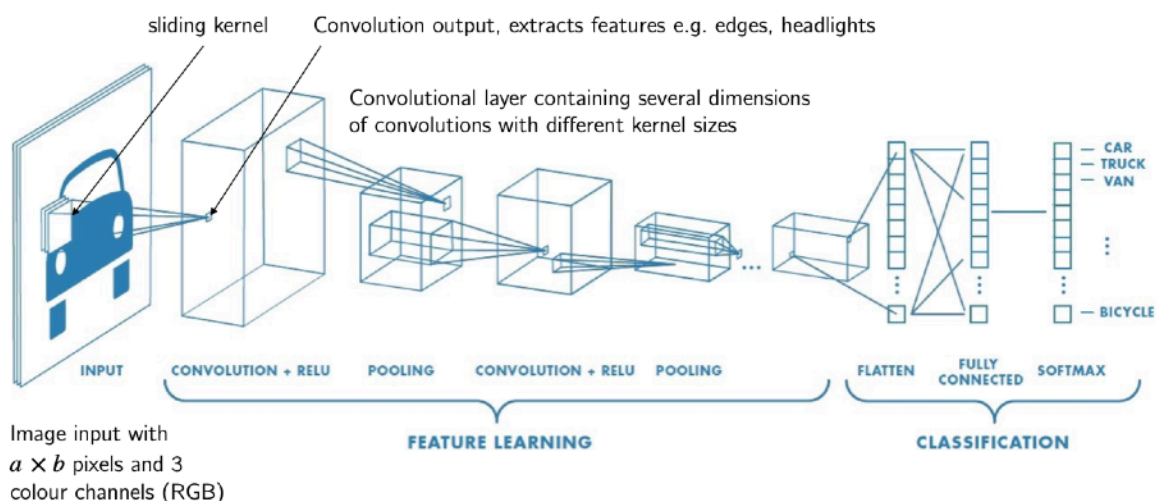 sliding kernel
Convolution output, extracts features e.g. edges, headlights
Convolutional layer containing several dimensions
of convolutions with different kernel sizes
CAR
TRUCK
VAN
BICYCLE
INPUT
CONVOLUTION + RELU
POOLING
CONVOLUTION + RELU
POOLING
FLATTEN
FULLY
CONNECTED
SOFTMAX
FEATURE LEARNING
CLASSIFICATION
Image input with
a × b pixels and 3
colour channels (RGB)